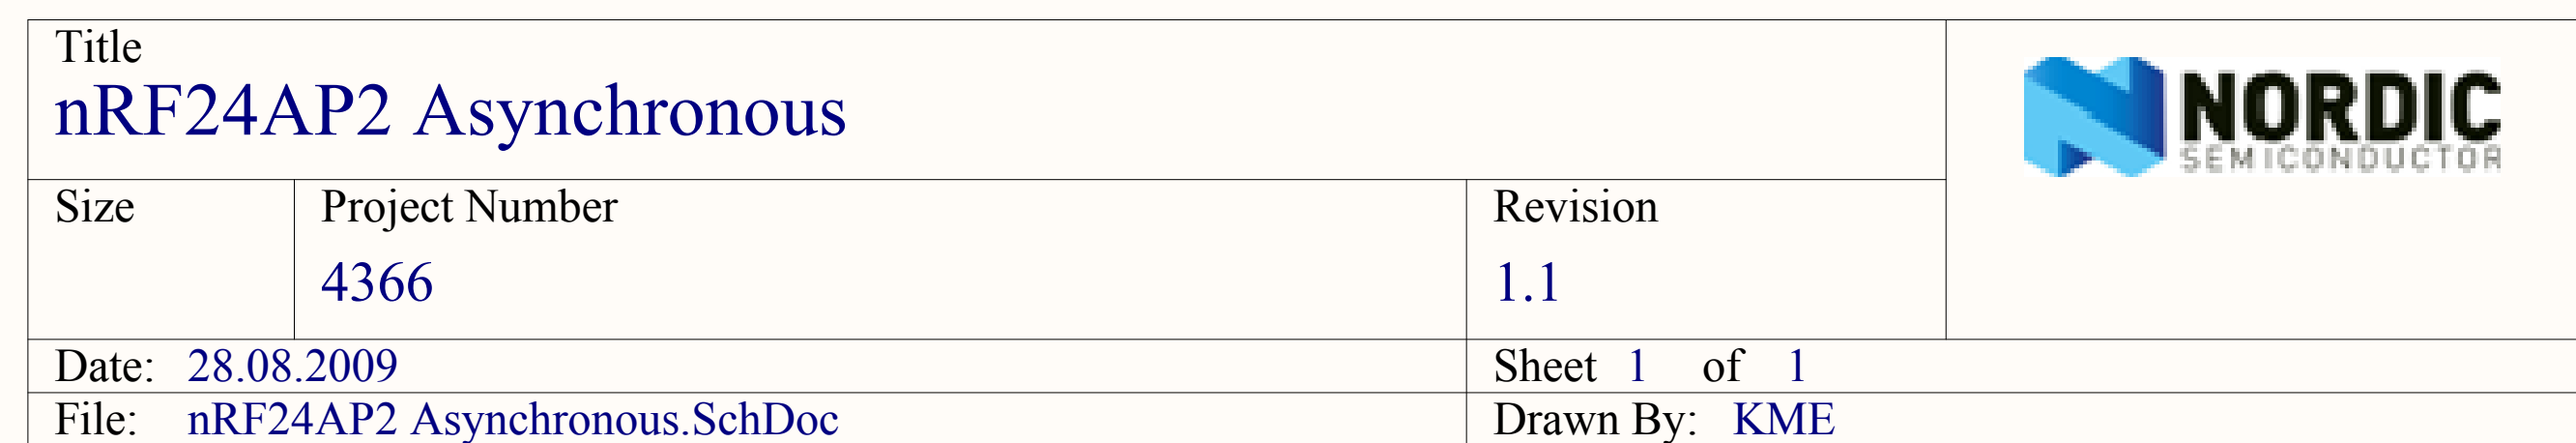 Title
nRF24AP2 Asynchronous
NORDIC
SEMICONDUCTOR
Size
Project Number
Revision
4366
1.1
Date: 28.08.2009
Sheet 1 of 1
File: nRF24AP2 Asynchronous.SchDoc
Drawn By: KME